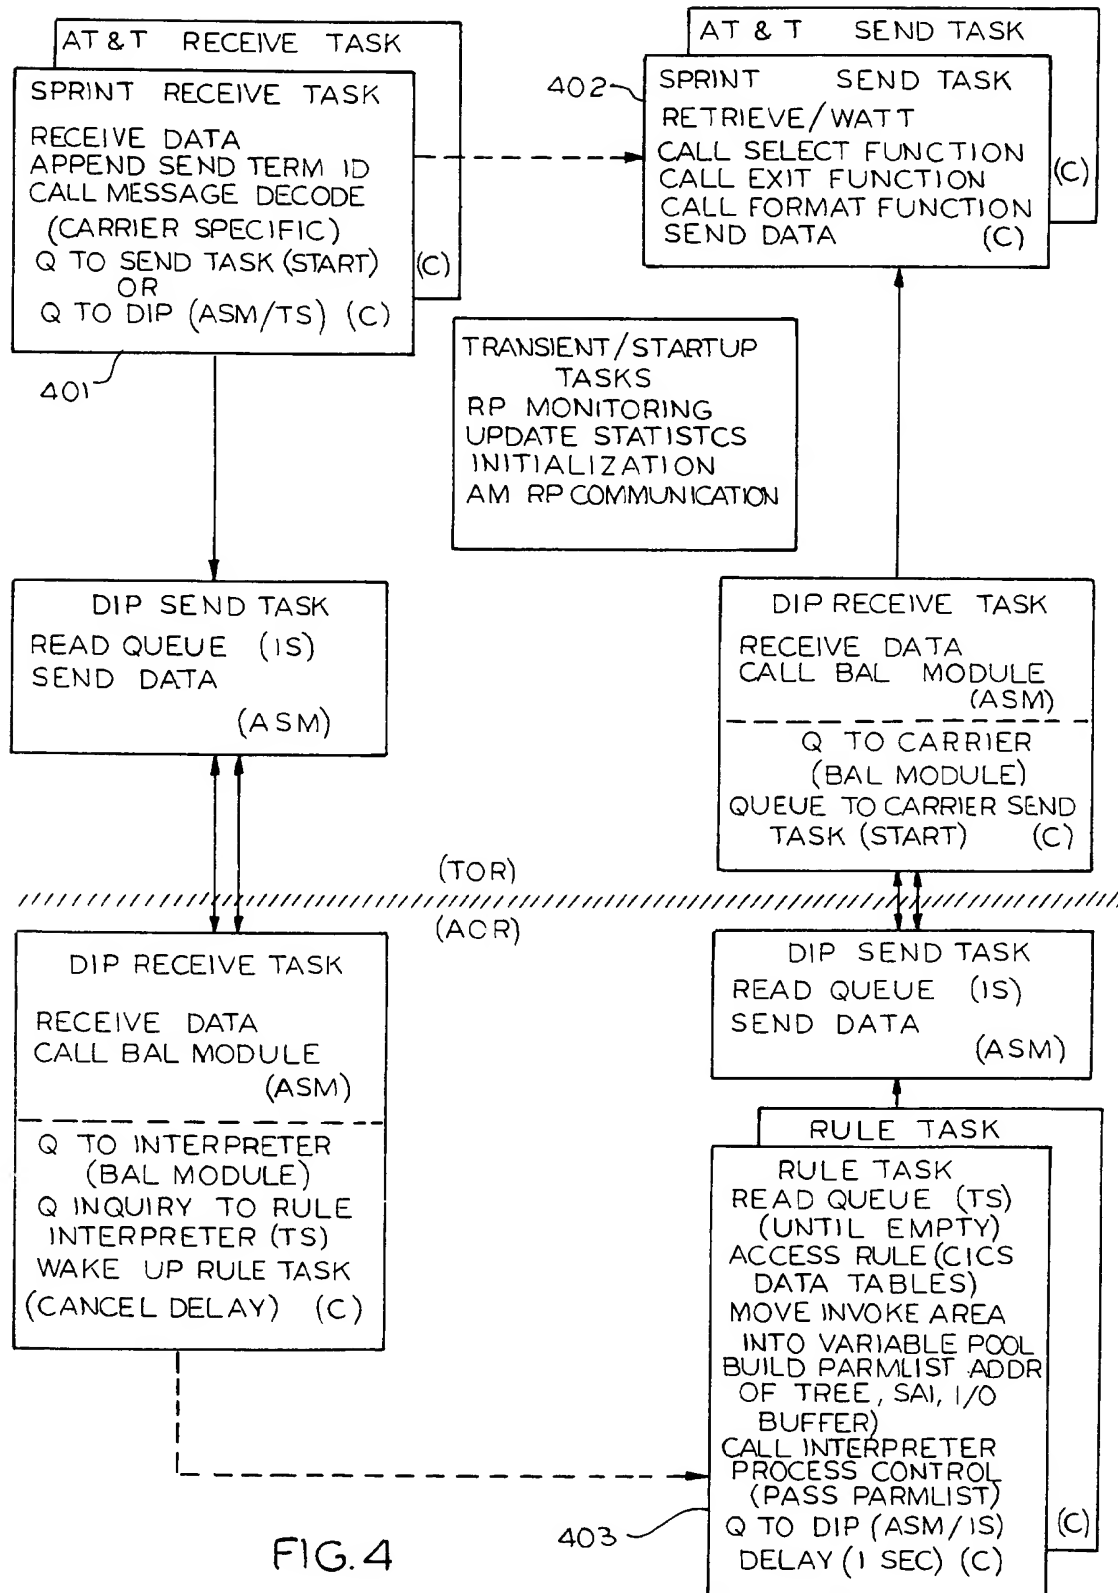 AT&T RECEIVE TASK
SPRINT RECEIVE TASK
RECEIVE DATA
APPEND SEND TERM ID
CALL MESSAGE DECODE
(CARRIER SPECIFIC)
Q TO SEND TASK (START)
OR
Q TO DIP (ASM/TS) (C)
(C)
401
AT & T SEND TASK
402
SPRINT SEND TASK
RETRIEVE/WATT
CALL SELECT FUNCTION
CALL EXIT FUNCTION
CALL FORMAT FUNCTION
SEND DATA (C)
(C)
TRANSIENT/STARTUP
TASKS
RP MONITORING
UPDATE STATISTCS
INITIALIZATION
AM RP COMMUNICATION
DIP SEND TASK
READ QUEUE (IS)
SEND DATA
(ASM)
DIP RECEIVE TASK
RECEIVE DATA
CALL BAL MODULE
(ASM)
Q TO CARRIER
(BAL MODULE)
QUEUE TO CARRIER SEND
TASK (START) (C)
(TOR)
(AOR)
DIP RECEIVE TASK
RECEIVE DATA
CALL BAL MODULE
(ASM)
Q TO INTERPRETER
(BAL MODULE)
Q INQUIRY TO RULE
INTERPRETER (TS)
WAKE UP RULE TASK
(CANCEL DELAY) (C)
DIP SEND TASK
READ QUEUE (IS)
SEND DATA
(ASM)
RULE TASK
RULE TASK
READ QUEUE (TS)
(UNTIL EMPTY)
ACCESS RULE (CICS
DATA TABLES)
MOVE INVOKE AREA
INTO VARIABLE POOL
BUILD PARMLIST ADDR
OF TREE, SAI, I/O
BUFFER)
CALL INTERPRETER
PROCESS CONTROL
(PASS PARMLIST)
Q TO DIP (ASM/IS)
DELAY (1 SEC) (C)
(C)
403
FIG. 4